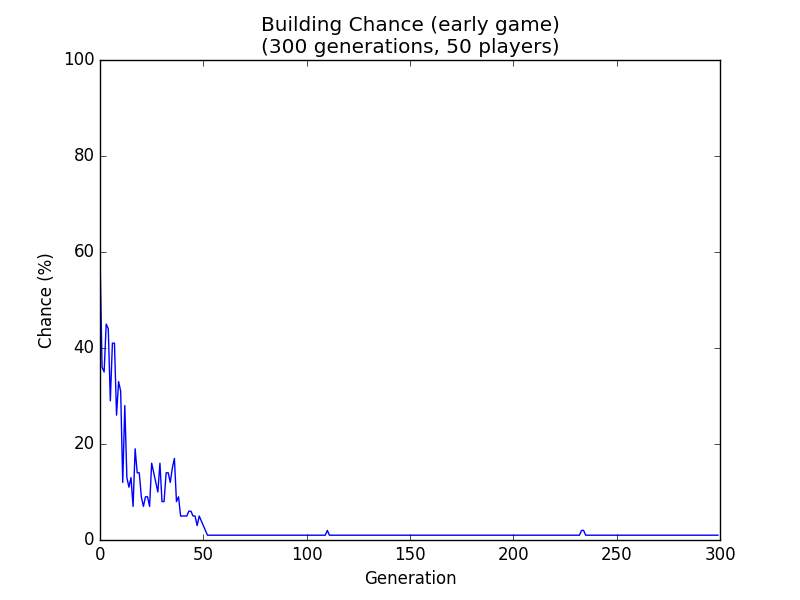 Building Chance (early game)
(300 generations, 50 players)
100
80
60
40
20
0
Chance (%)
0 50 100 150 200 250 300
Generation